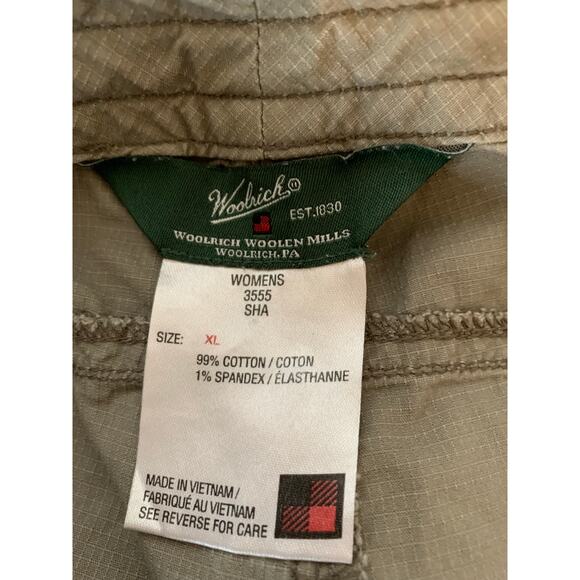 Woolrich
EST.1830
WOOLRICH WOOLEN MILLS
WOOLRICH, PA
WOMENS
3555
SHA
SIZE: XL
99% COTTON / COTON
1% SPANDEX / ÉLASTHANNE
MADE IN VIETNAM /
FABRIQUÉ AU VIETNAM
SEE REVERSE FOR CARE